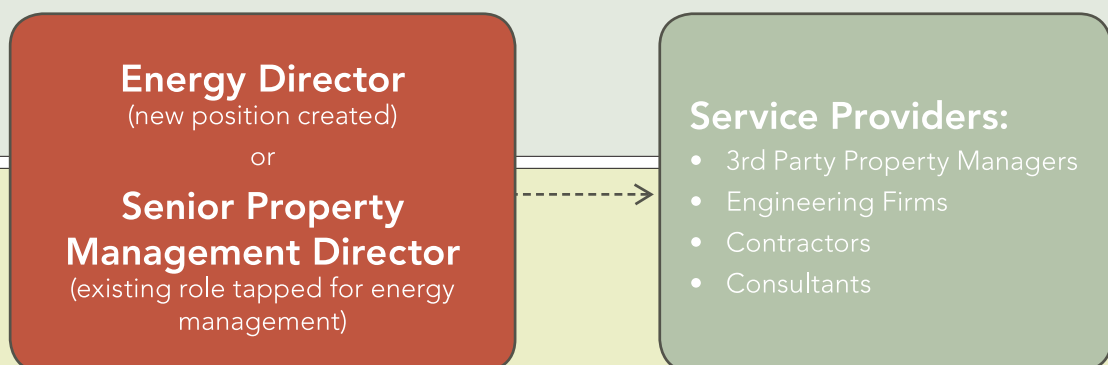 Energy Director
(new position created)
or
Senior Property
Management Director
(existing role tapped for energy
management)
Service Providers:
• 3rd Party Property Managers
• Engineering Firms
• Contractors
• Consultants